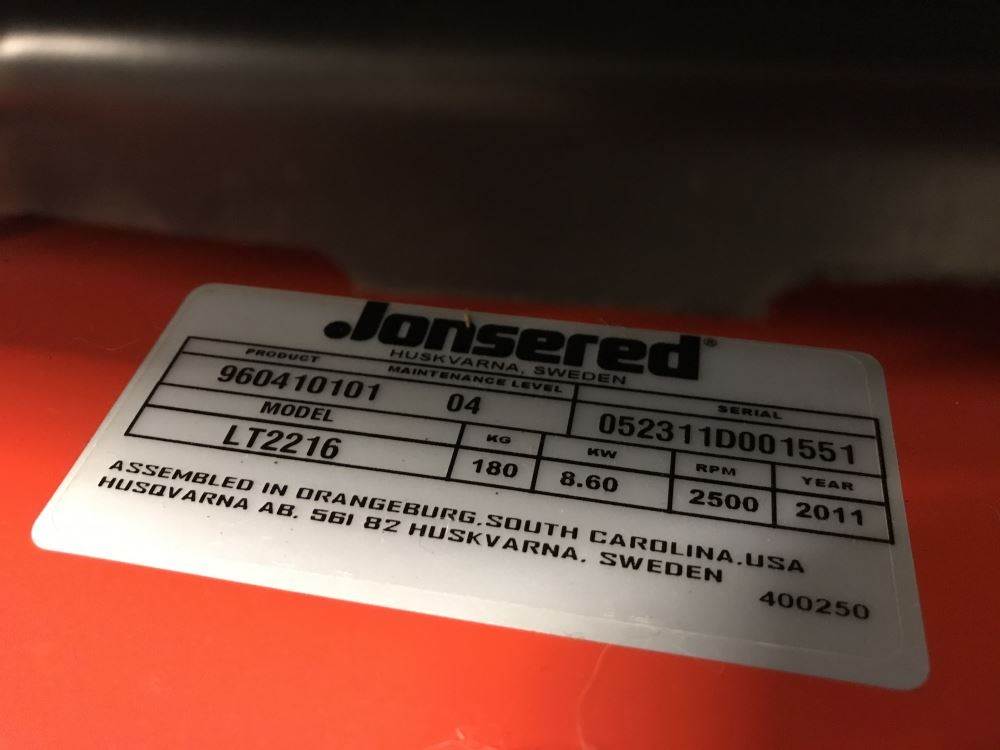 Jonsered®
HUSKVARNA, SWEDEN
PRODUCT MAINTENANCE LEVEL SERIAL
960410101 04 052311D001551
MODEL KG KW RPM YEAR
LT2216 180 8.60 2500 2011
ASSEMBLED IN ORANGEBURG.SOUTH CAROLINA.USA
HUSQVARNA AB. 561 82 HUSKVARNA. SWEDEN
400250